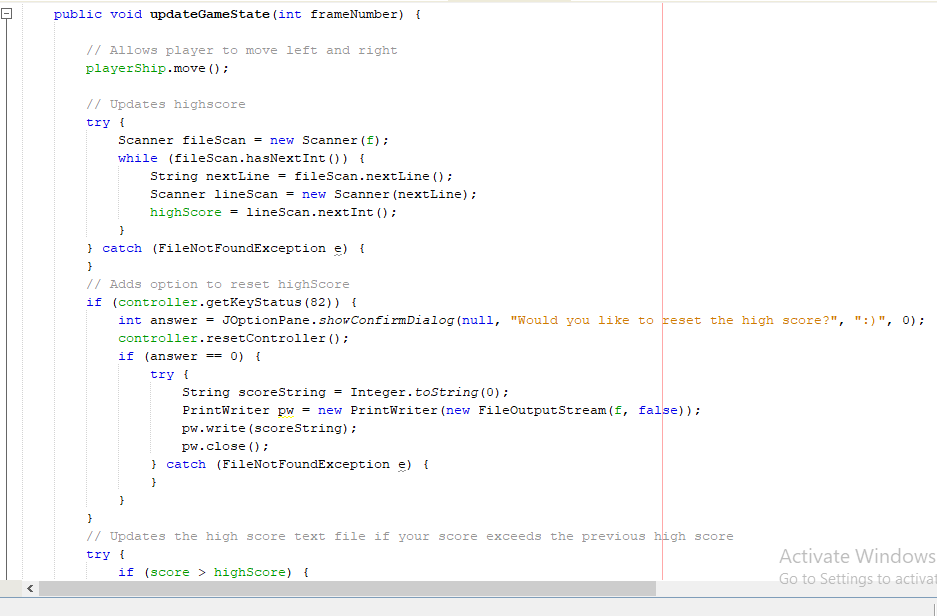 public void updateGameState(int frameNumber) {
// Allows player to move left and right
playerShip.move();
// Updates highscore
try {
Scanner fileScan = new Scanner(f);
while (fileScan.hasNextInt()) {
String nextLine = fileScan.nextLine();
Scanner lineScan = new Scanner(nextLine);
highScore = lineScan.nextInt();
}
} catch (FileNotFoundException e) {
}
// Adds option to reset highScore
if (controller.getKeyStatus(82)) {
int answer = JOptionPane.showConfirmDialog(null, "Would you like to reset the high score?", ":)", 0);
controller.resetController();
if (answer == 0) {
try {
String scoreString = Integer.toString(0);
PrintWriter pw = new PrintWriter(new FileOutputStream(f, false));
pw.write(scoreString);
pw.close();
} catch (FileNotFoundException e) {
}
}
}
// Updates the high score text file if your score exceeds the previous high score
try {
if (score > highScore) {
Activate Windows
Go to Settings to activat